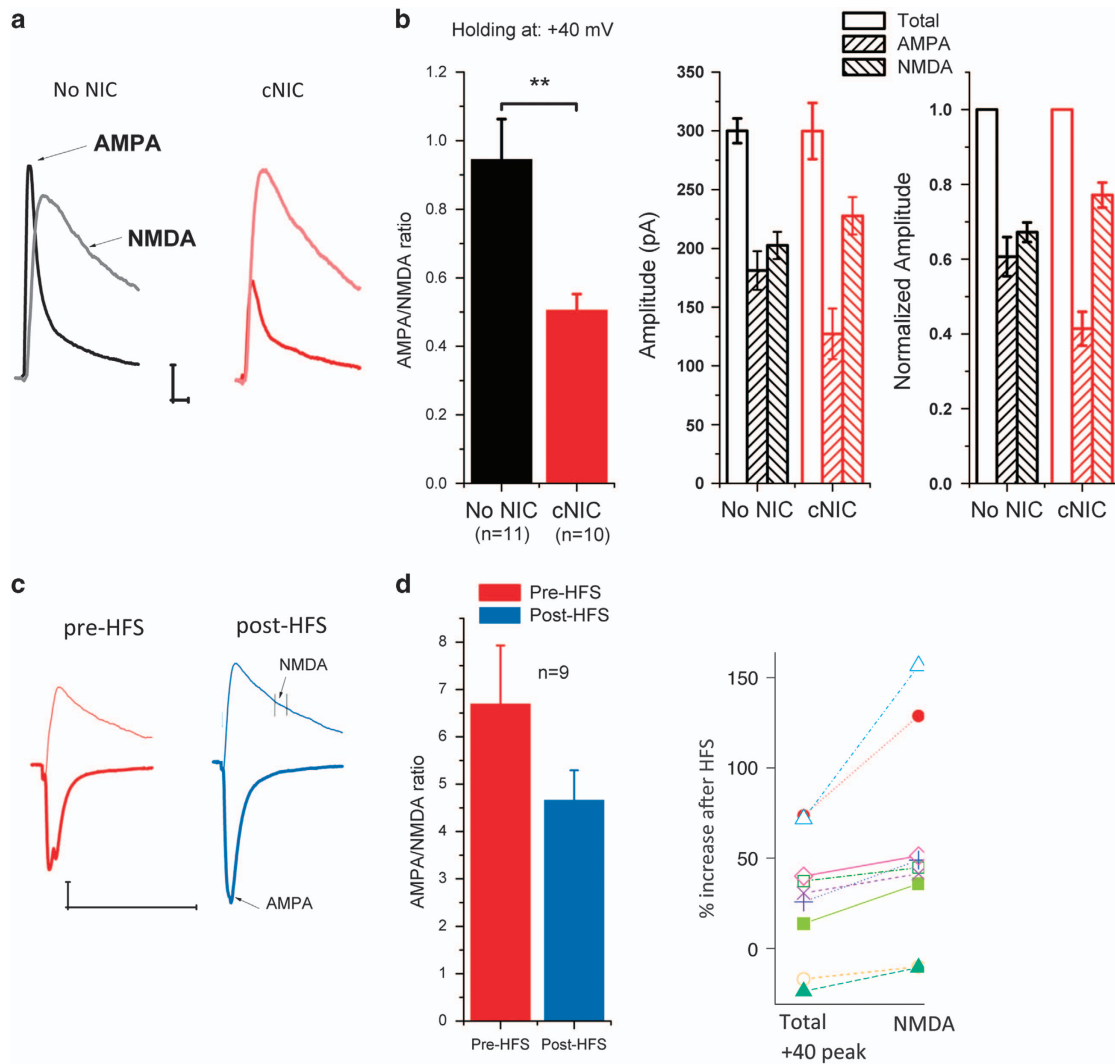 a
No NIC
cNIC
AMPA
NMDA
b
Holding at: +40 mV
Total
AMPA
NMDA
AMPA/NMDA ratio
1.2
1.0
0.8
0.6
0.4
0.2
0.0
**
No NIC
(n=11)
cNIC
(n=10)
Amplitude (pA)
350
300
250
200
150
100
50
0
No NIC
cNIC
Normalized Amplitude
1.0
0.8
0.6
0.4
0.2
0.0
No NIC
cNIC
c
pre-HFS
post-HFS
NMDA
AMPA
d
Pre-HFS
Post-HFS
n=9
AMPA/NMDA ratio
8
7
6
5
4
3
2
1
0
Pre-HFS
Post-HFS
% increase after HFS
150
100
50
0
Total
+40 peak
NMDA